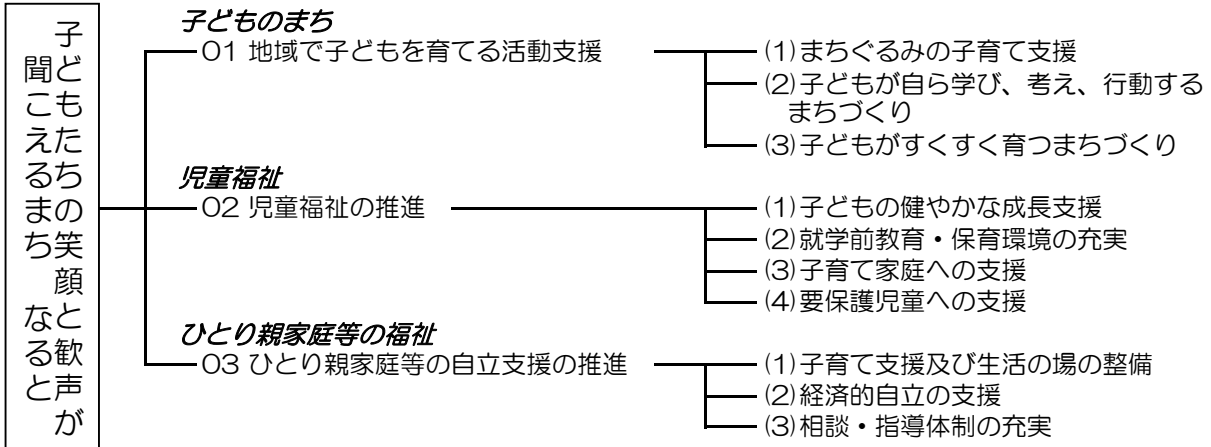 子どもたちの笑顔と歓声が
聞こえるまち　なると
子どものまち
01 地域で子どもを育てる活動支援
(1)まちぐるみの子育て支援
(2)子どもが自ら学び、考え、行動する
まちづくり
(3)子どもがすくすく育つまちづくり
児童福祉
02 児童福祉の推進
(1)子どもの健やかな成長支援
(2)就学前教育・保育環境の充実
(3)子育て家庭への支援
(4)要保護児童への支援
ひとり親家庭等の福祉
03 ひとり親家庭等の自立支援の推進
(1)子育て支援及び生活の場の整備
(2)経済的自立の支援
(3)相談・指導体制の充実